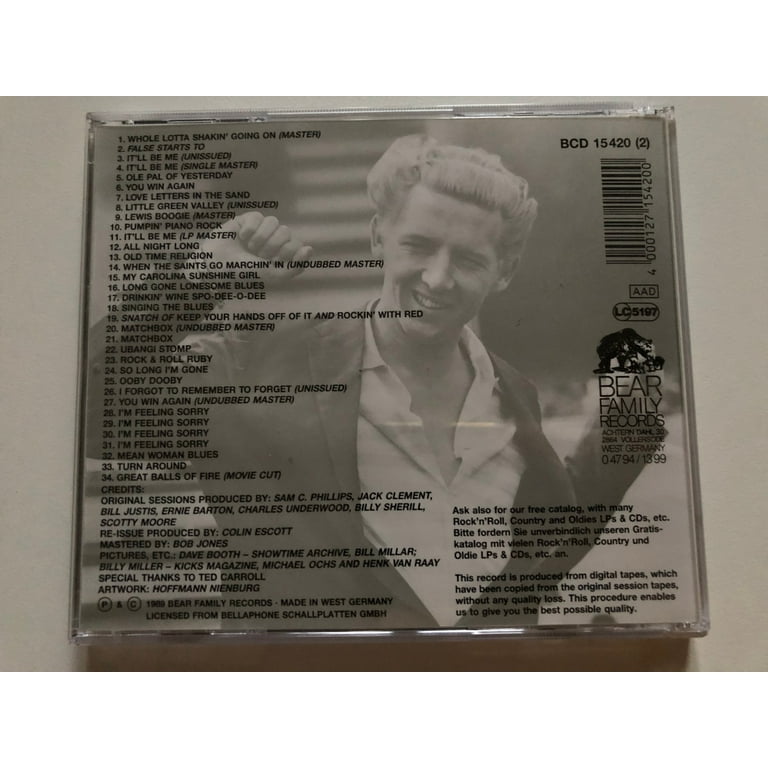 1. WHOLE LOTTA SHAKIN' GOING ON (MASTER)
2. FALSE STARTS TO
3. IT'LL BE ME (UNISSUED)
4. IT'LL BE ME (SINGLE MASTER)
5. OLE PAL OF YESTERDAY
6. YOU WIN AGAIN
7. LOVE LETTERS IN THE SAND
8. LITTLE GREEN VALLEY (UNISSUED)
9. LEWIS BOOGIE (MASTER)
10. PUMPIN' PIANO ROCK
11. IT'LL BE ME (LP MASTER)
12. ALL NIGHT LONG
13. OLD TIME RELIGION
14. WHEN THE SAINTS GO MARCHIN' IN (UNDUBBED MASTER)
15. MY CAROLINA SUNSHINE GIRL
16. LONG GONE LONESOME BLUES
17. DRINKIN' WINE SPO-DEE-O-DEE
18. SINGING THE BLUES
19. SNATCH OF KEEP YOUR HANDS OFF OF IT AND ROCKIN' WITH RED
20. MATCHBOX (UNDUBBED MASTER)
21. MATCHBOX
22. UBANGI STOMP
23. ROCK & ROLL RUBY
24. SO LONG I'M GONE
25. OOBY DOOBY
26. I FORGOT TO REMEMBER TO FORGET (UNISSUED)
27. YOU WIN AGAIN (UNDUBBED MASTER)
28. I'M FEELING SORRY
29. I'M FEELING SORRY
30. I'M FEELING SORRY
31. I'M FEELING SORRY
32. MEAN WOMAN BLUES
33. TURN AROUND
34. GREAT BALLS OF FIRE (MOVIE CUT)
CREDITS:
ORIGINAL SESSIONS PRODUCED BY: SAM C. PHILLIPS, JACK CLEMENT,
BILL JUSTIS, ERNIE BARTON, CHARLES UNDERWOOD, BILLY SHERILL,
SCOTTY MOORE
RE-ISSUE PRODUCED BY: COLIN ESCOTT
MASTERED BY: BOB JONES
PICTURES, ETC.: DAVE BOOTH – SHOWTIME ARCHIVE, BILL MILLAR;
BILLY MILLER – KICKS MAGAZINE, MICHAEL OCHS AND HENK VAN RAAY
SPECIAL THANKS TO TED CARROLL
ARTWORK: HOFFMANN NIENBURG
Ⓟ & Ⓒ 1989 BEAR FAMILY RECORDS · MADE IN WEST GERMANY
LICENSED FROM BELLAPHONE SCHALLPLATTEN GMBH
BCD 15420 (2)
4 000127 154200
AAD
LC 5197
BEAR
FAMILY
RECORDS
ACHTERN DAHL 30
2864 VOLLERSODE
WEST GERMANY
0 47 94 / 13 99
Ask also for our free catalog, with many
Rock'n'Roll, Country and Oldies LPs & CDs, etc.
Bitte fordern Sie unverbindlich unseren Gratis-
katalog mit vielen Rock'n'Roll, Country und
Oldie LPs & CDs, etc. an.
This record is produced from digital tapes, which
have been copied from the original session tapes,
without any quality loss. This procedure enables
us to give you the best possible quality.